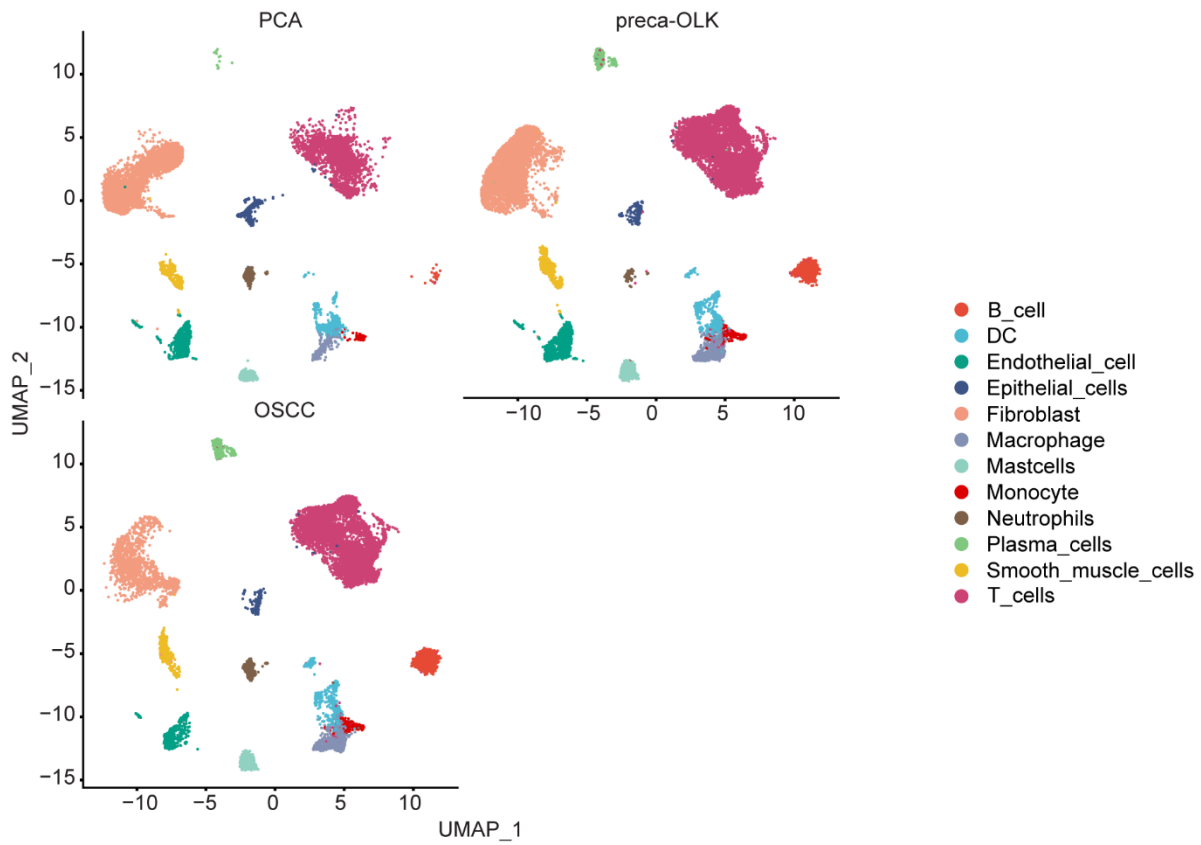 PCA
preca-OLK
10
5
0
−5
−10
−15
−10
−5
0
5
10
OSCC
10
5
0
−5
−10
−15
−10
−5
0
5
10
UMAP_2
UMAP_1
B_cell
DC
Endothelial_cell
Epithelial_cells
Fibroblast
Macrophage
Mastcells
Monocyte
Neutrophils
Plasma_cells
Smooth_muscle_cells
T_cells